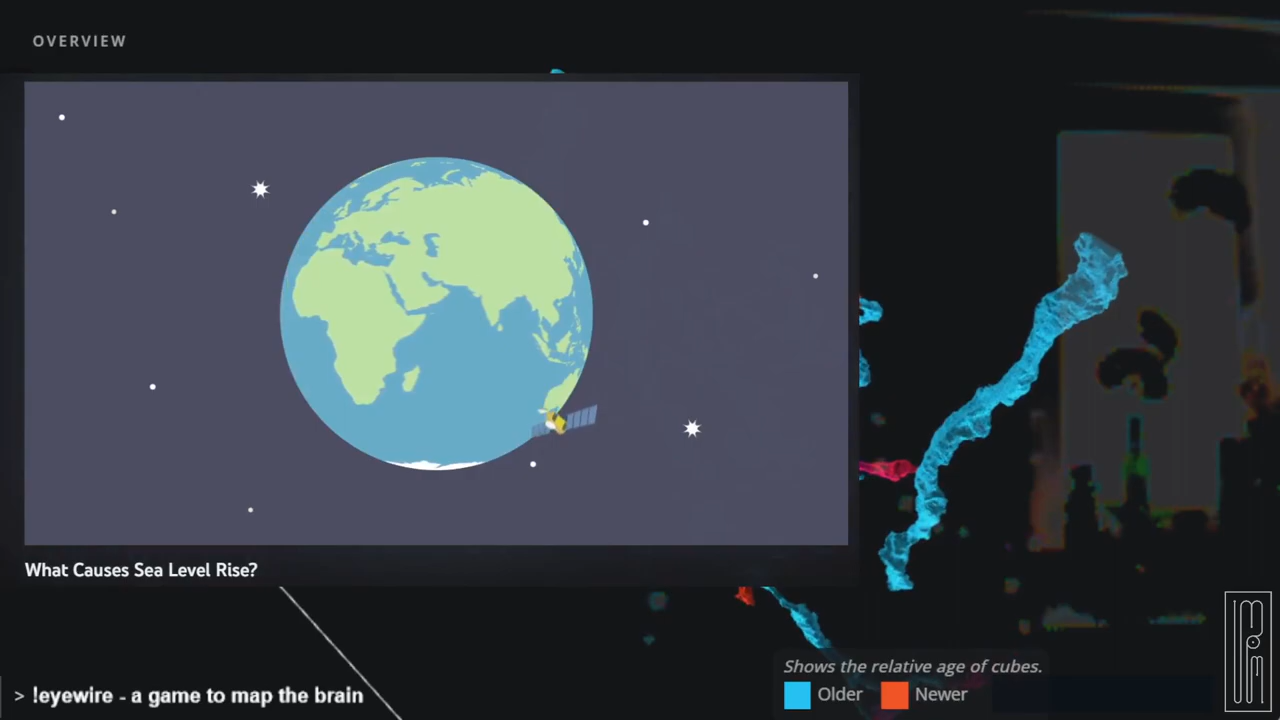 OVERVIEW
What Causes Sea Level Rise?
Shows the relative age of cubes.
Older Newer
> !eyewire - a game to map the brain